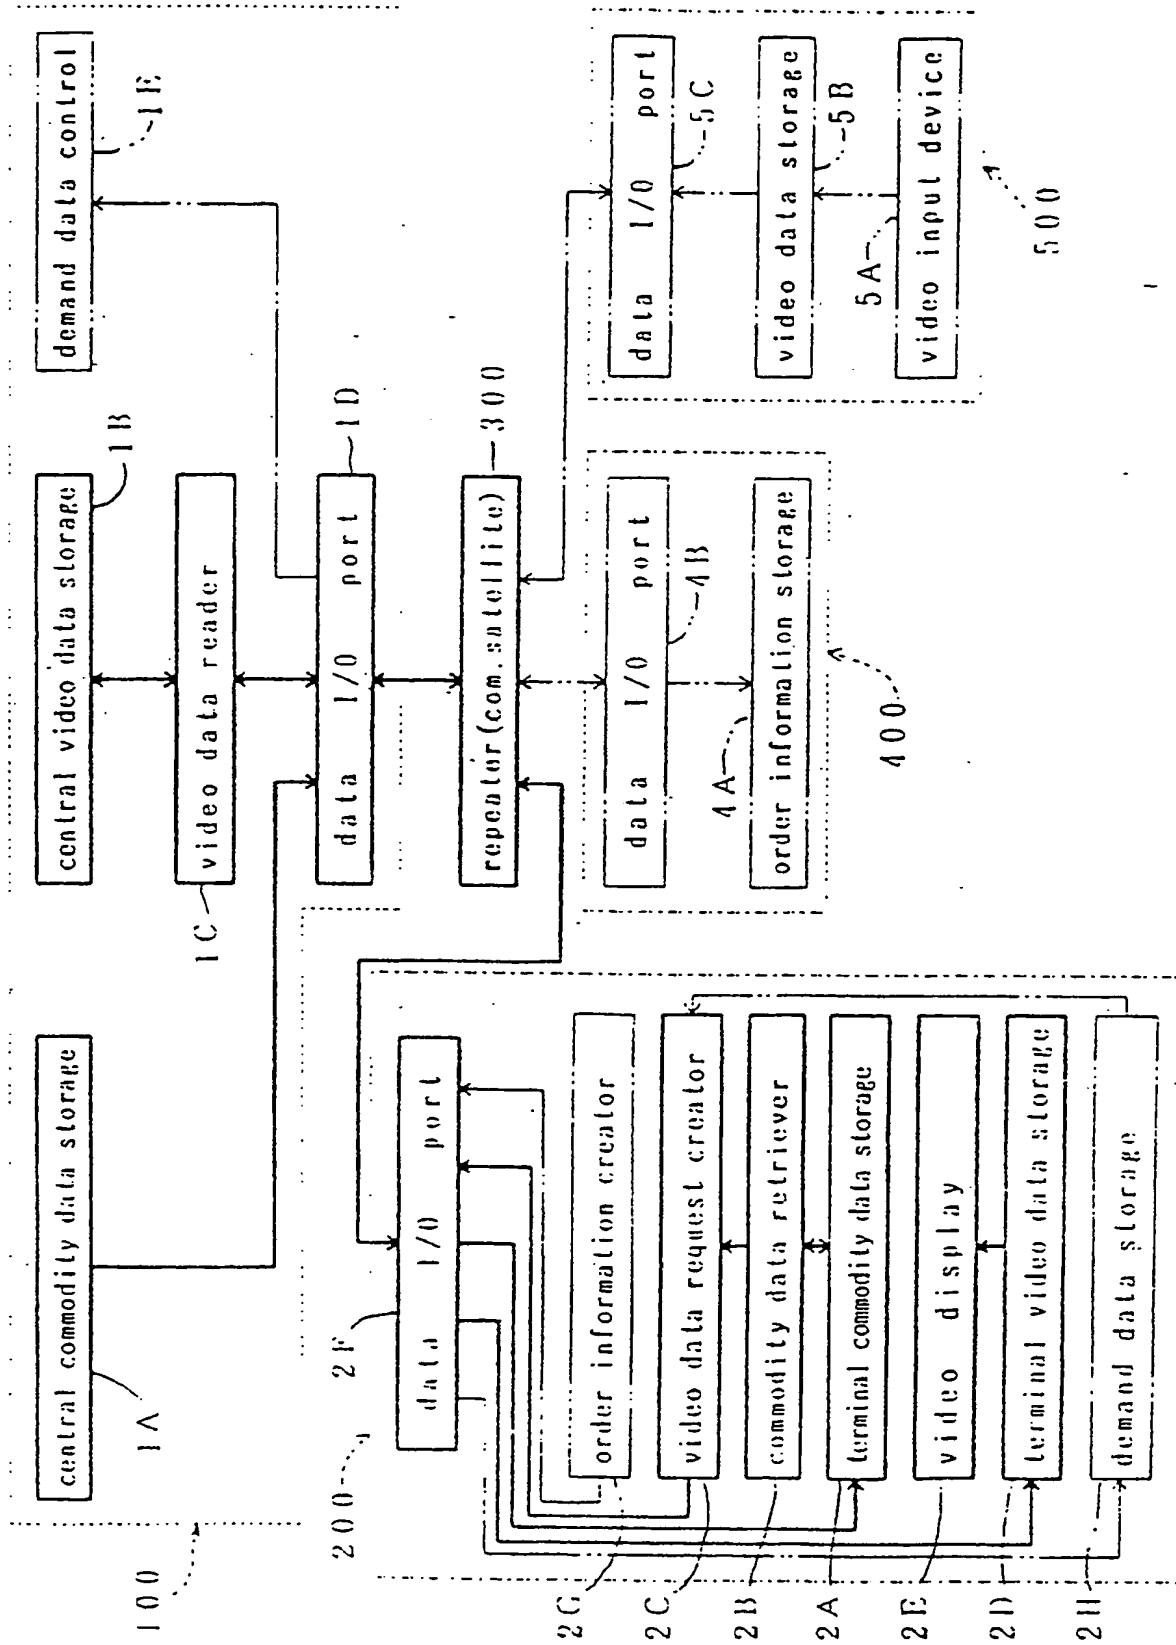 100
1A
central commodity data storage
central video data storage
1B
demand data control
1E
1C
video data reader
data I/O port
1D
repeater(com.satellite)
300
200
2F
data I/O port
2G
order information creator
2C
video data request creator
2B
commodity data retriever
2A
terminal commodity data storage
2E
video display
2D
terminal video data storage
2H
demand data storage
data I/O port
4B
4A
order information storage
400
data I/O port
5C
video data storage
5B
5A
video input device
500